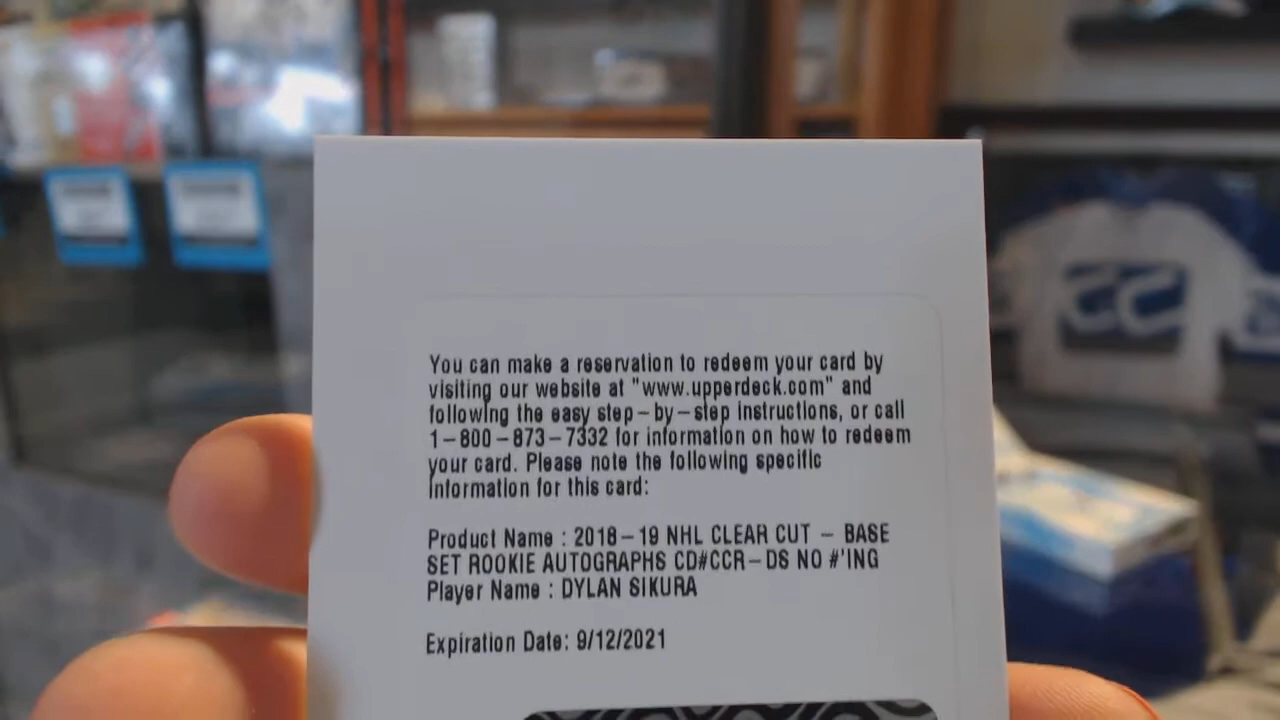 You can make a reservation to redeem your card by
visiting our website at "www.upperdeck.com" and
following the easy step-by-step instructions, or call
1-800-873-7332 for information on how to redeem
your card. Please note the following specific
information for this card:
Product Name : 2018-19 NHL CLEAR CUT - BASE
SET ROOKIE AUTOGRAPHS CD#CCR-DS NO #'ING
Player Name : DYLAN SIKURA
Expiration Date: 9/12/2021